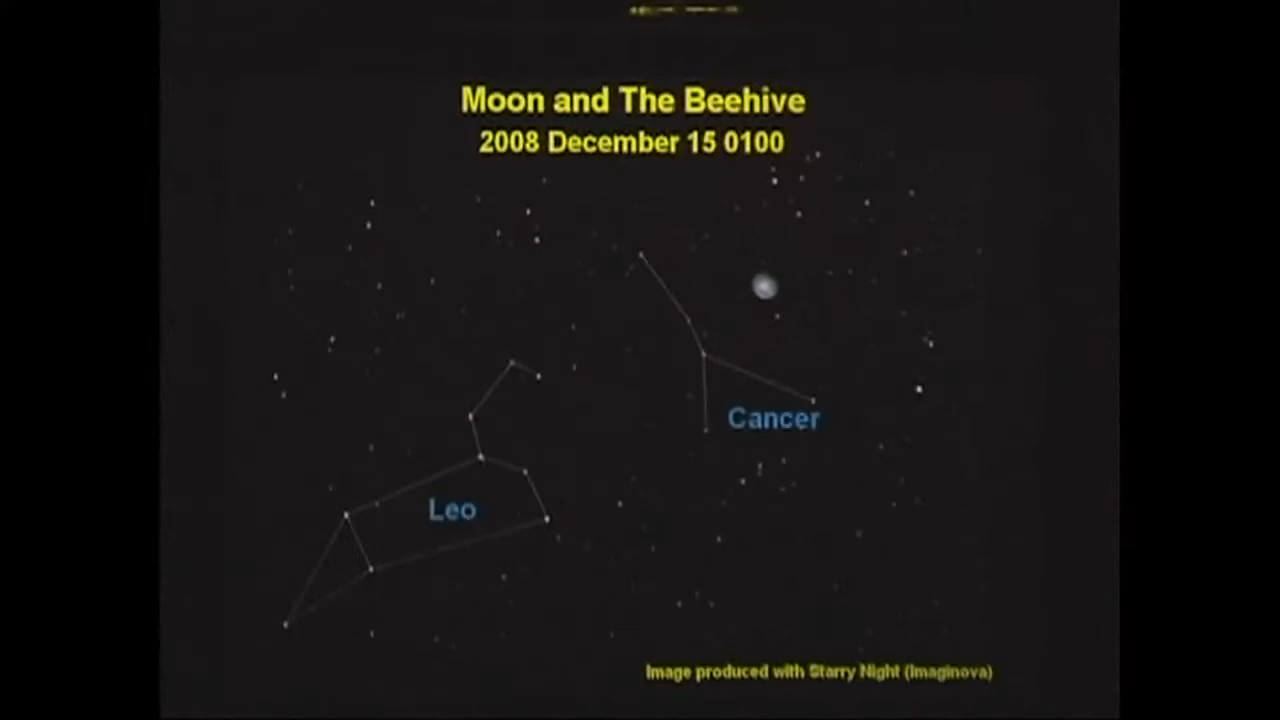 Moon and The Beehive
2008 December 15 0100
Cancer
Leo
Image produced with Starry Night (Imaginova)